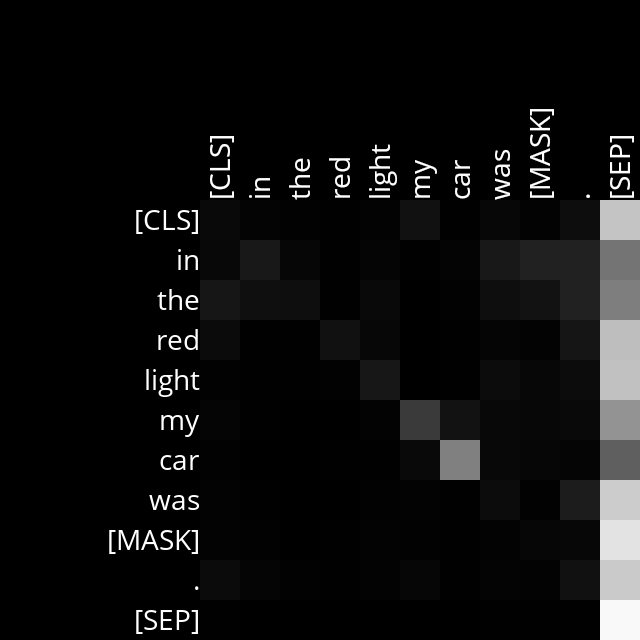 [CLS] in the red light my car was [MASK] . [SEP]
[CLS]
in
the
red
light
my
car
was
[MASK]
.
[SEP]